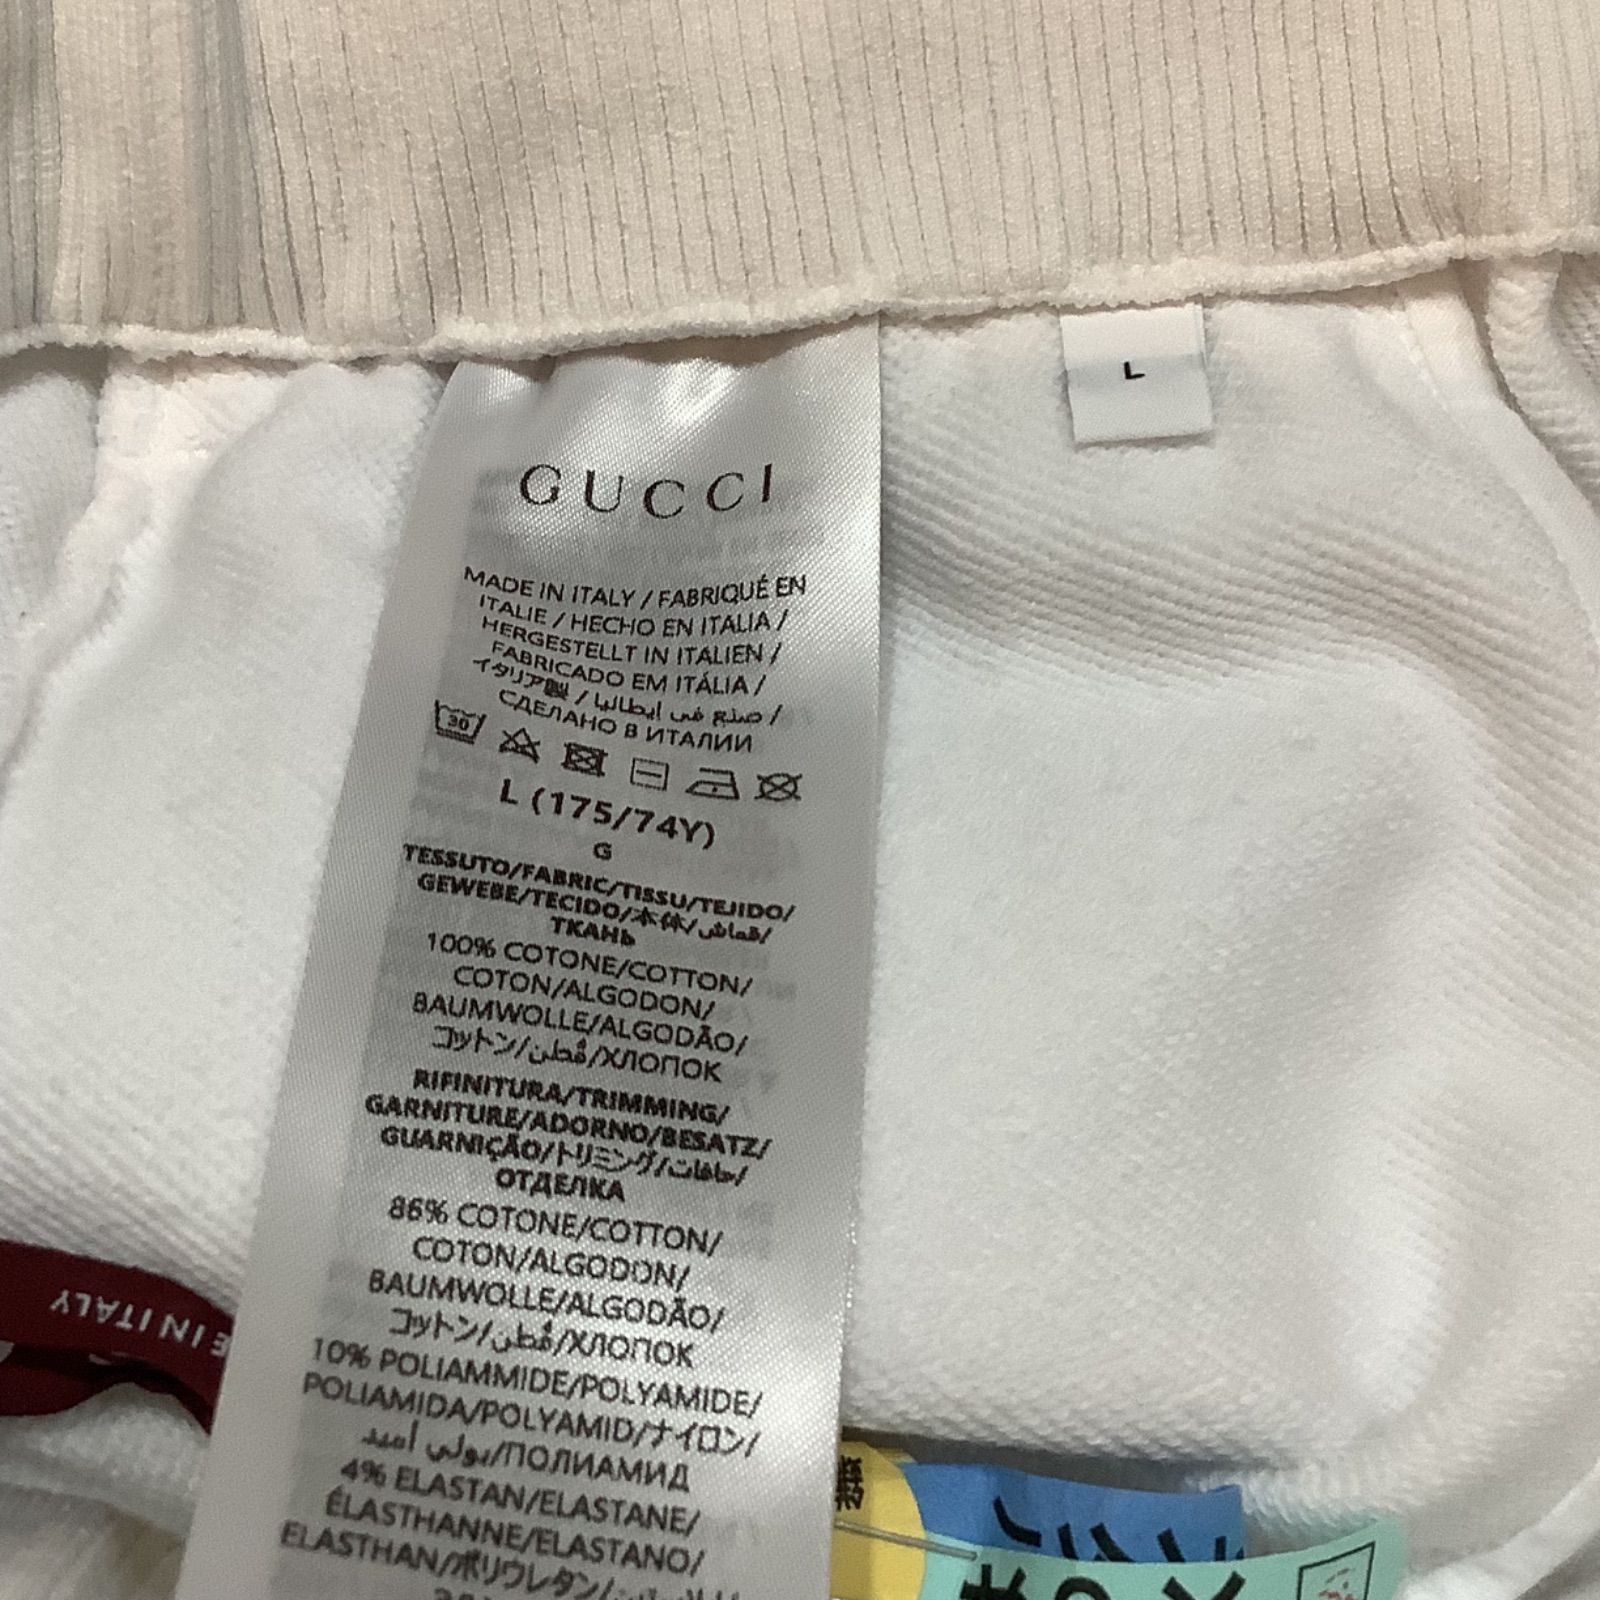 L
GUCCI
MADE IN ITALY / FABRIQUÉ EN
ITALIE / HECHO EN ITALIA /
HERGESTELLT IN ITALIEN /
FABRICADO EM ITÁLIA /
イタリア製 / صنع في ايطاليا /
СДЕЛАНО В ИТАЛИИ
30
L (175/74Y)
G
TESSUTO/FABRIC/TISSU/TEJIDO/
GEWEBE/TECIDO/本体/قماش/
ТКАНЬ
100% COTONE/COTTON/
COTON/ALGODON/
BAUMWOLLE/ALGODÃO/
コットン/قُطن/ХЛОПОК
RIFINITURA/TRIMMING/
GARNITURE/ADORNO/BESATZ/
GUARNIÇÃO/トリミング/حافات/
ОТДЕЛКА
86% COTONE/COTTON/
COTON/ALGODON/
BAUMWOLLE/ALGODÃO/
コットン/قُطن/ХЛОПОК
10% POLIAMMIDE/POLYAMIDE/
POLIAMIDA/POLYAMID/ナイロン/
بولي أميد/ПОЛИАМИД
4% ELASTAN/ELASTANE/
ÉLASTHANNE/ELASTANO/
ELASTHAN/ポリウレタン/
E IN ITALY